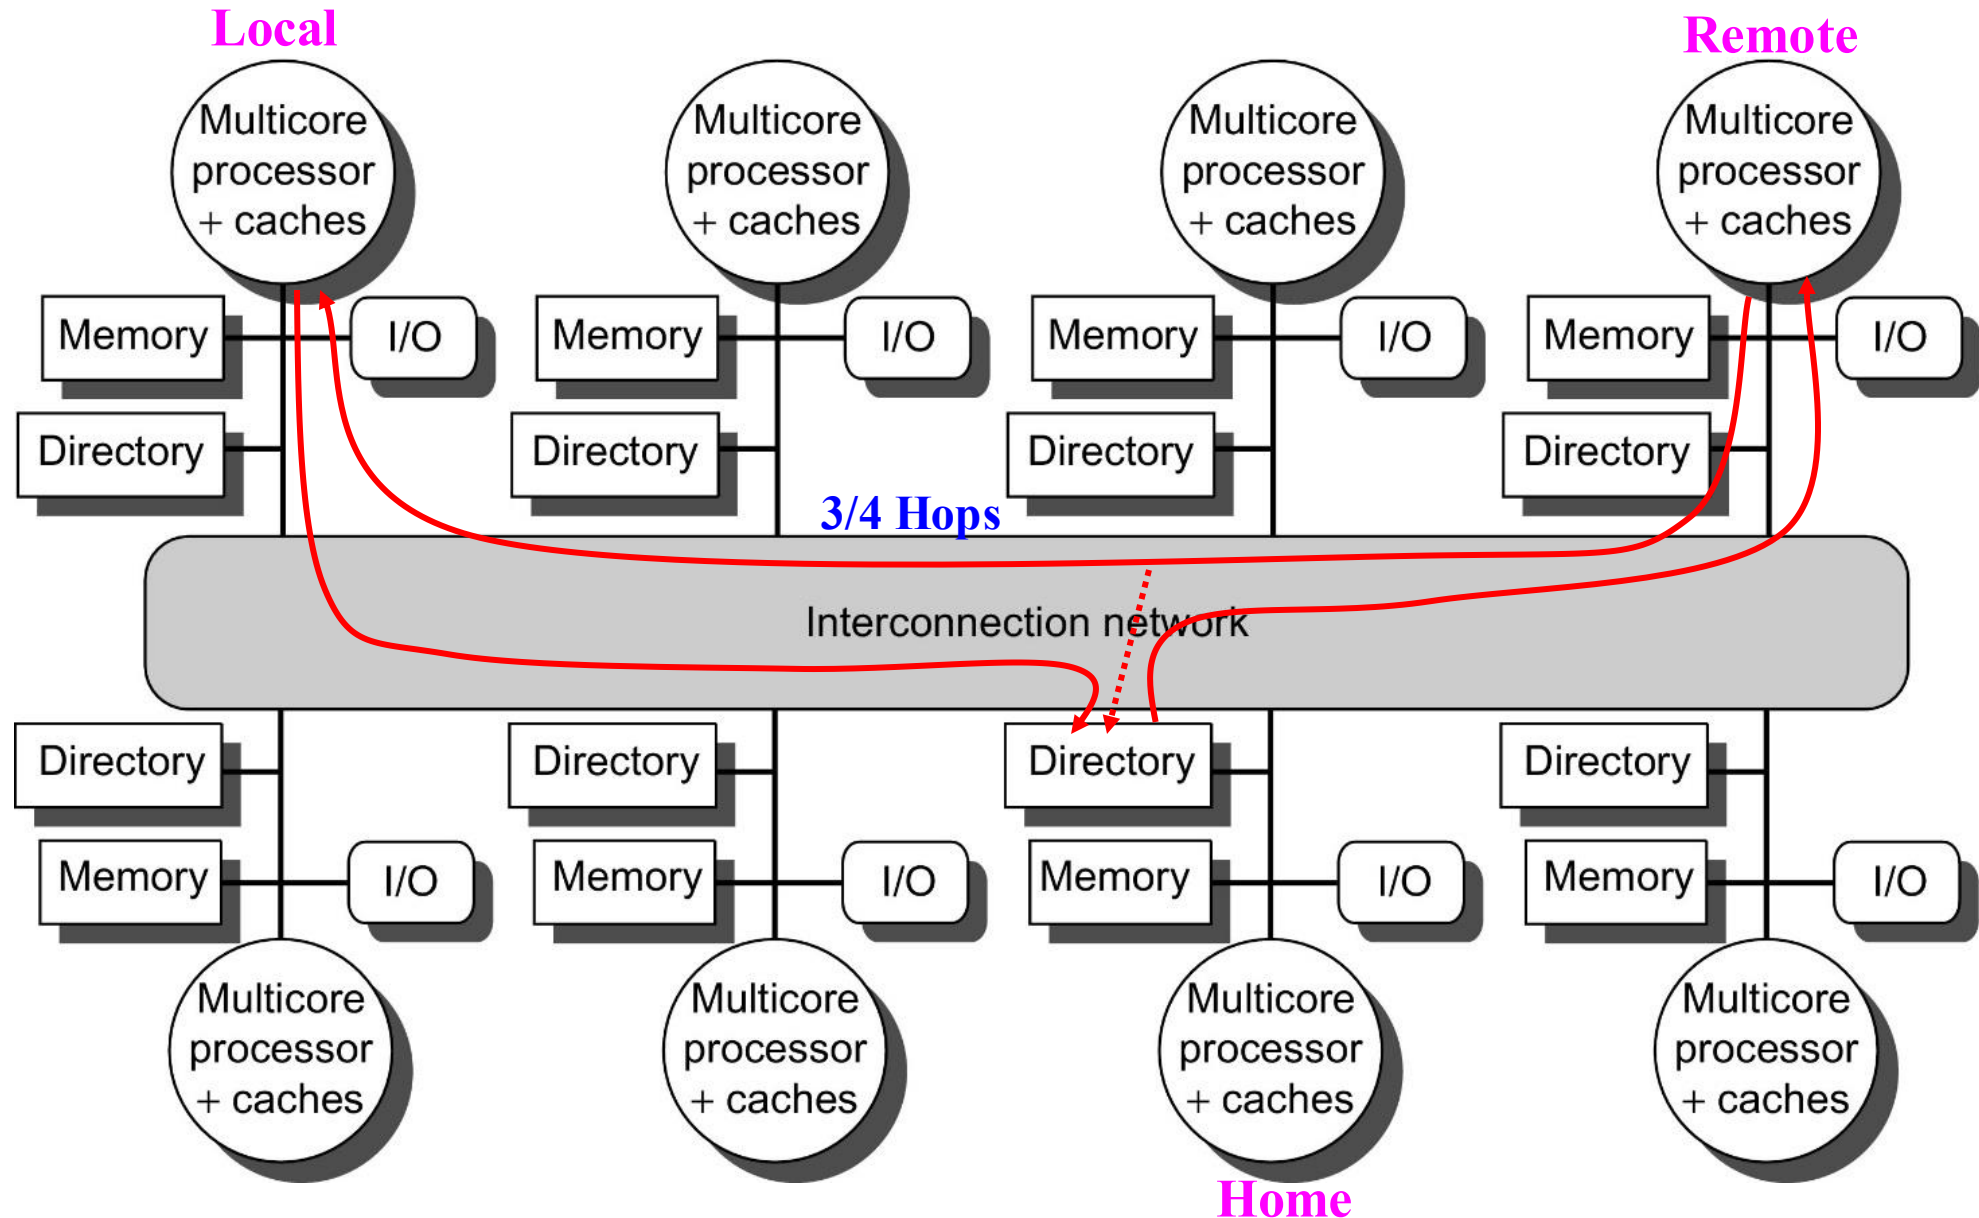 Local
Remote
Multicore
processor
+ caches
Multicore
processor
+ caches
Multicore
processor
+ caches
Multicore
processor
+ caches
Memory
I/O
Memory
I/O
Memory
I/O
Memory
I/O
Directory
Directory
Directory
Directory
3/4 Hops
Interconnection network
Directory
Directory
Directory
Directory
Memory
I/O
Memory
I/O
Memory
I/O
Memory
I/O
Multicore
processor
+ caches
Multicore
processor
+ caches
Multicore
processor
+ caches
Multicore
processor
+ caches
Home